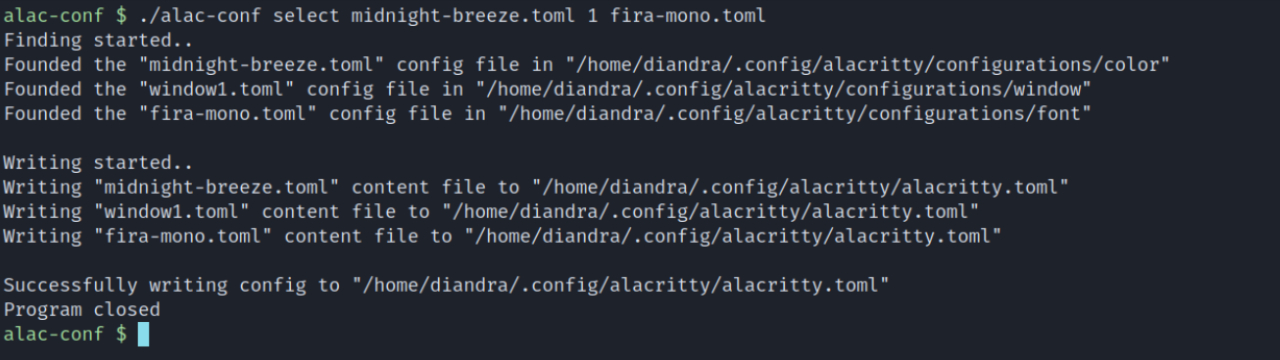 alac-conf $ ./alac-conf select midnight-breeze.toml 1 fira-mono.toml
Finding started..
Founded the "midnight-breeze.toml" config file in "/home/diandra/.config/alacritty/configurations/color"
Founded the "window1.toml" config file in "/home/diandra/.config/alacritty/configurations/window"
Founded the "fira-mono.toml" config file in "/home/diandra/.config/alacritty/configurations/font"
Writing started..
Writing "midnight-breeze.toml" content file to "/home/diandra/.config/alacritty/alacritty.toml"
Writing "window1.toml" content file to "/home/diandra/.config/alacritty/alacritty.toml"
Writing "fira-mono.toml" content file to "/home/diandra/.config/alacritty/alacritty.toml"
Successfully writing config to "/home/diandra/.config/alacritty/alacritty.toml"
Program closed
alac-conf $